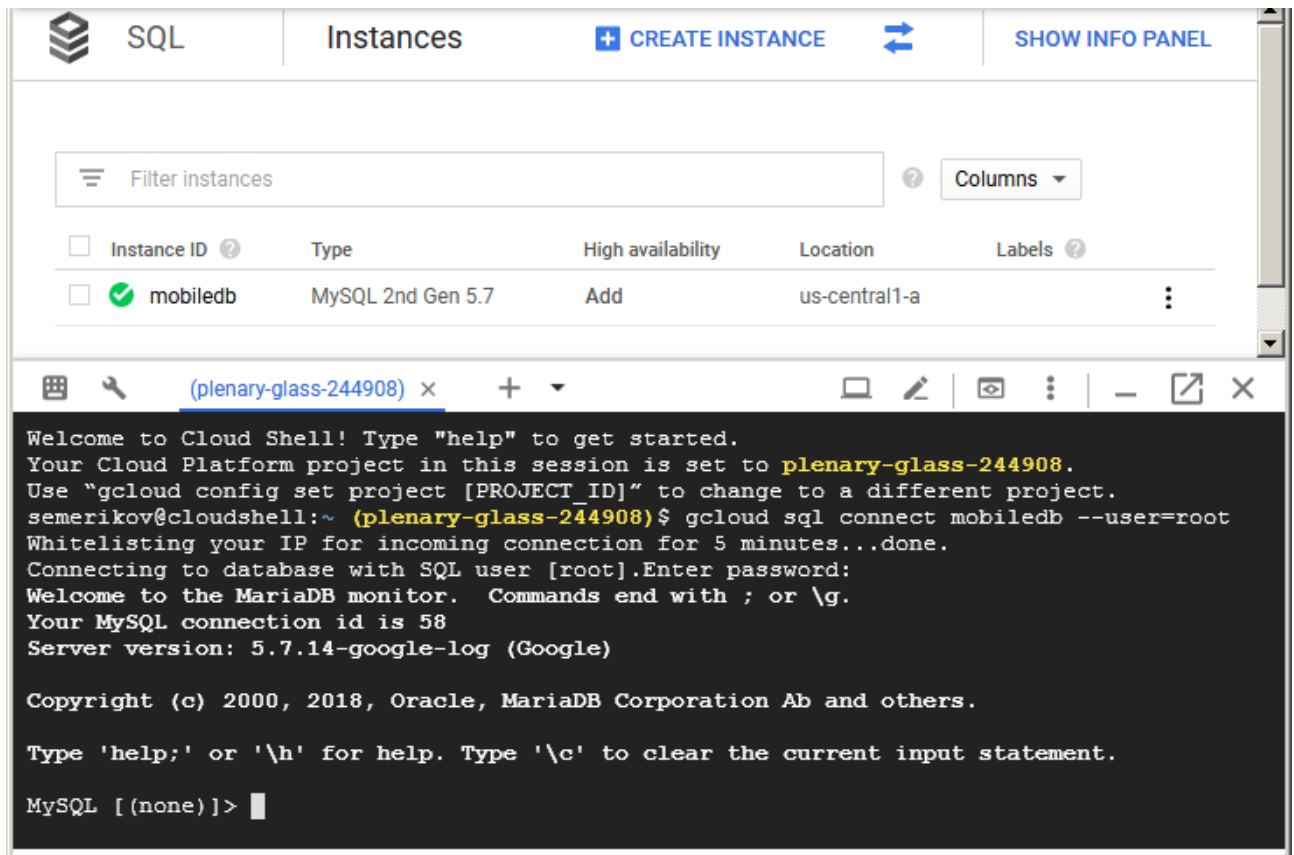 SQL Instances CREATE INSTANCE SHOW INFO PANEL
Filter instances Columns
Instance ID Type High availability Location Labels
mobiledb MySQL 2nd Gen 5.7 Add us-central1-a
(plenary-glass-244908)
Welcome to Cloud Shell! Type "help" to get started.
Your Cloud Platform project in this session is set to plenary-glass-244908.
Use “gcloud config set project [PROJECT_ID]” to change to a different project.
semerikov@cloudshell:~ (plenary-glass-244908)$ gcloud sql connect mobiledb --user=root
Whitelisting your IP for incoming connection for 5 minutes...done.
Connecting to database with SQL user [root].Enter password:
Welcome to the MariaDB monitor.  Commands end with ; or \g.
Your MySQL connection id is 58
Server version: 5.7.14-google-log (Google)
Copyright (c) 2000, 2018, Oracle, MariaDB Corporation Ab and others.
Type 'help;' or '\h' for help. Type '\c' to clear the current input statement.
MySQL [(none)]>